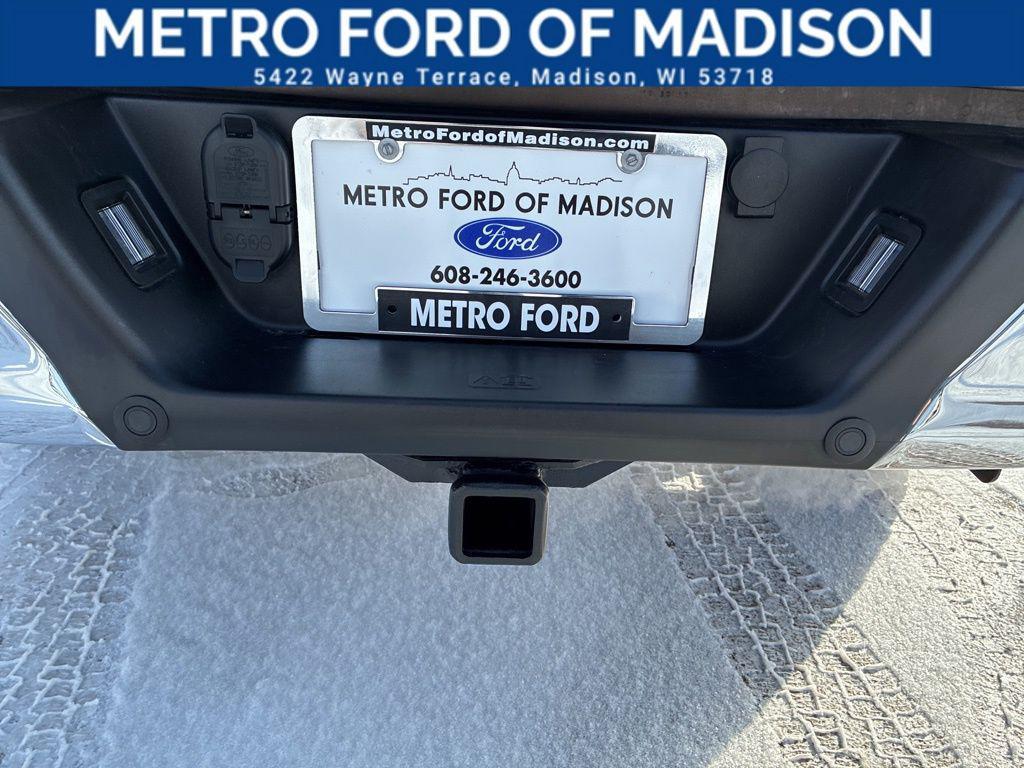 METRO FORD OF MADISON
5422 Wayne Terrace, Madison, WI 53718
MetroFordofMadison.com
METRO FORD OF MADISON
Ford
608-246-3600
METRO FORD